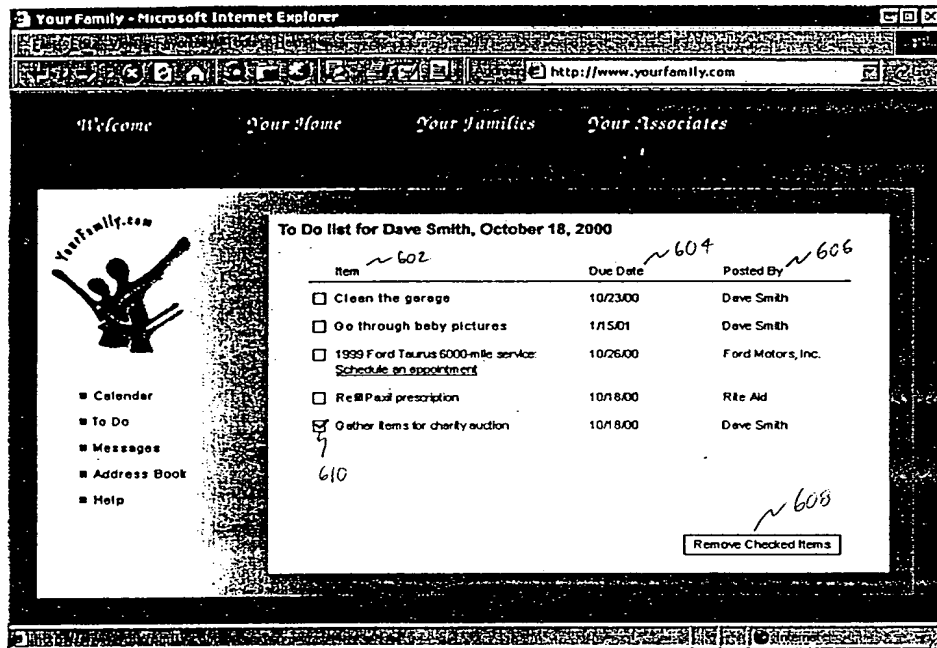 Your Family - Microsoft Internet Explorer
http://www.yourfamily.com
Welcome Your Home Your Families Your Associates
YourFamily.com
To Do list for Dave Smith, October 18, 2000
Item 602 Due Date 604 Posted By 606
Clean the garage 10/23/00 Dave Smith
Go through baby pictures 1/15/01 Dave Smith
1999 Ford Taurus 6000-mile service: 10/26/00 Ford Motors, Inc.
Schedule an appointment
Refill Paxil prescription 10/18/00 Rite Aid
Gather items for charity auction 10/18/00 Dave Smith
610
Calendar
To Do
Messages
Address Book
Help
608
Remove Checked Items